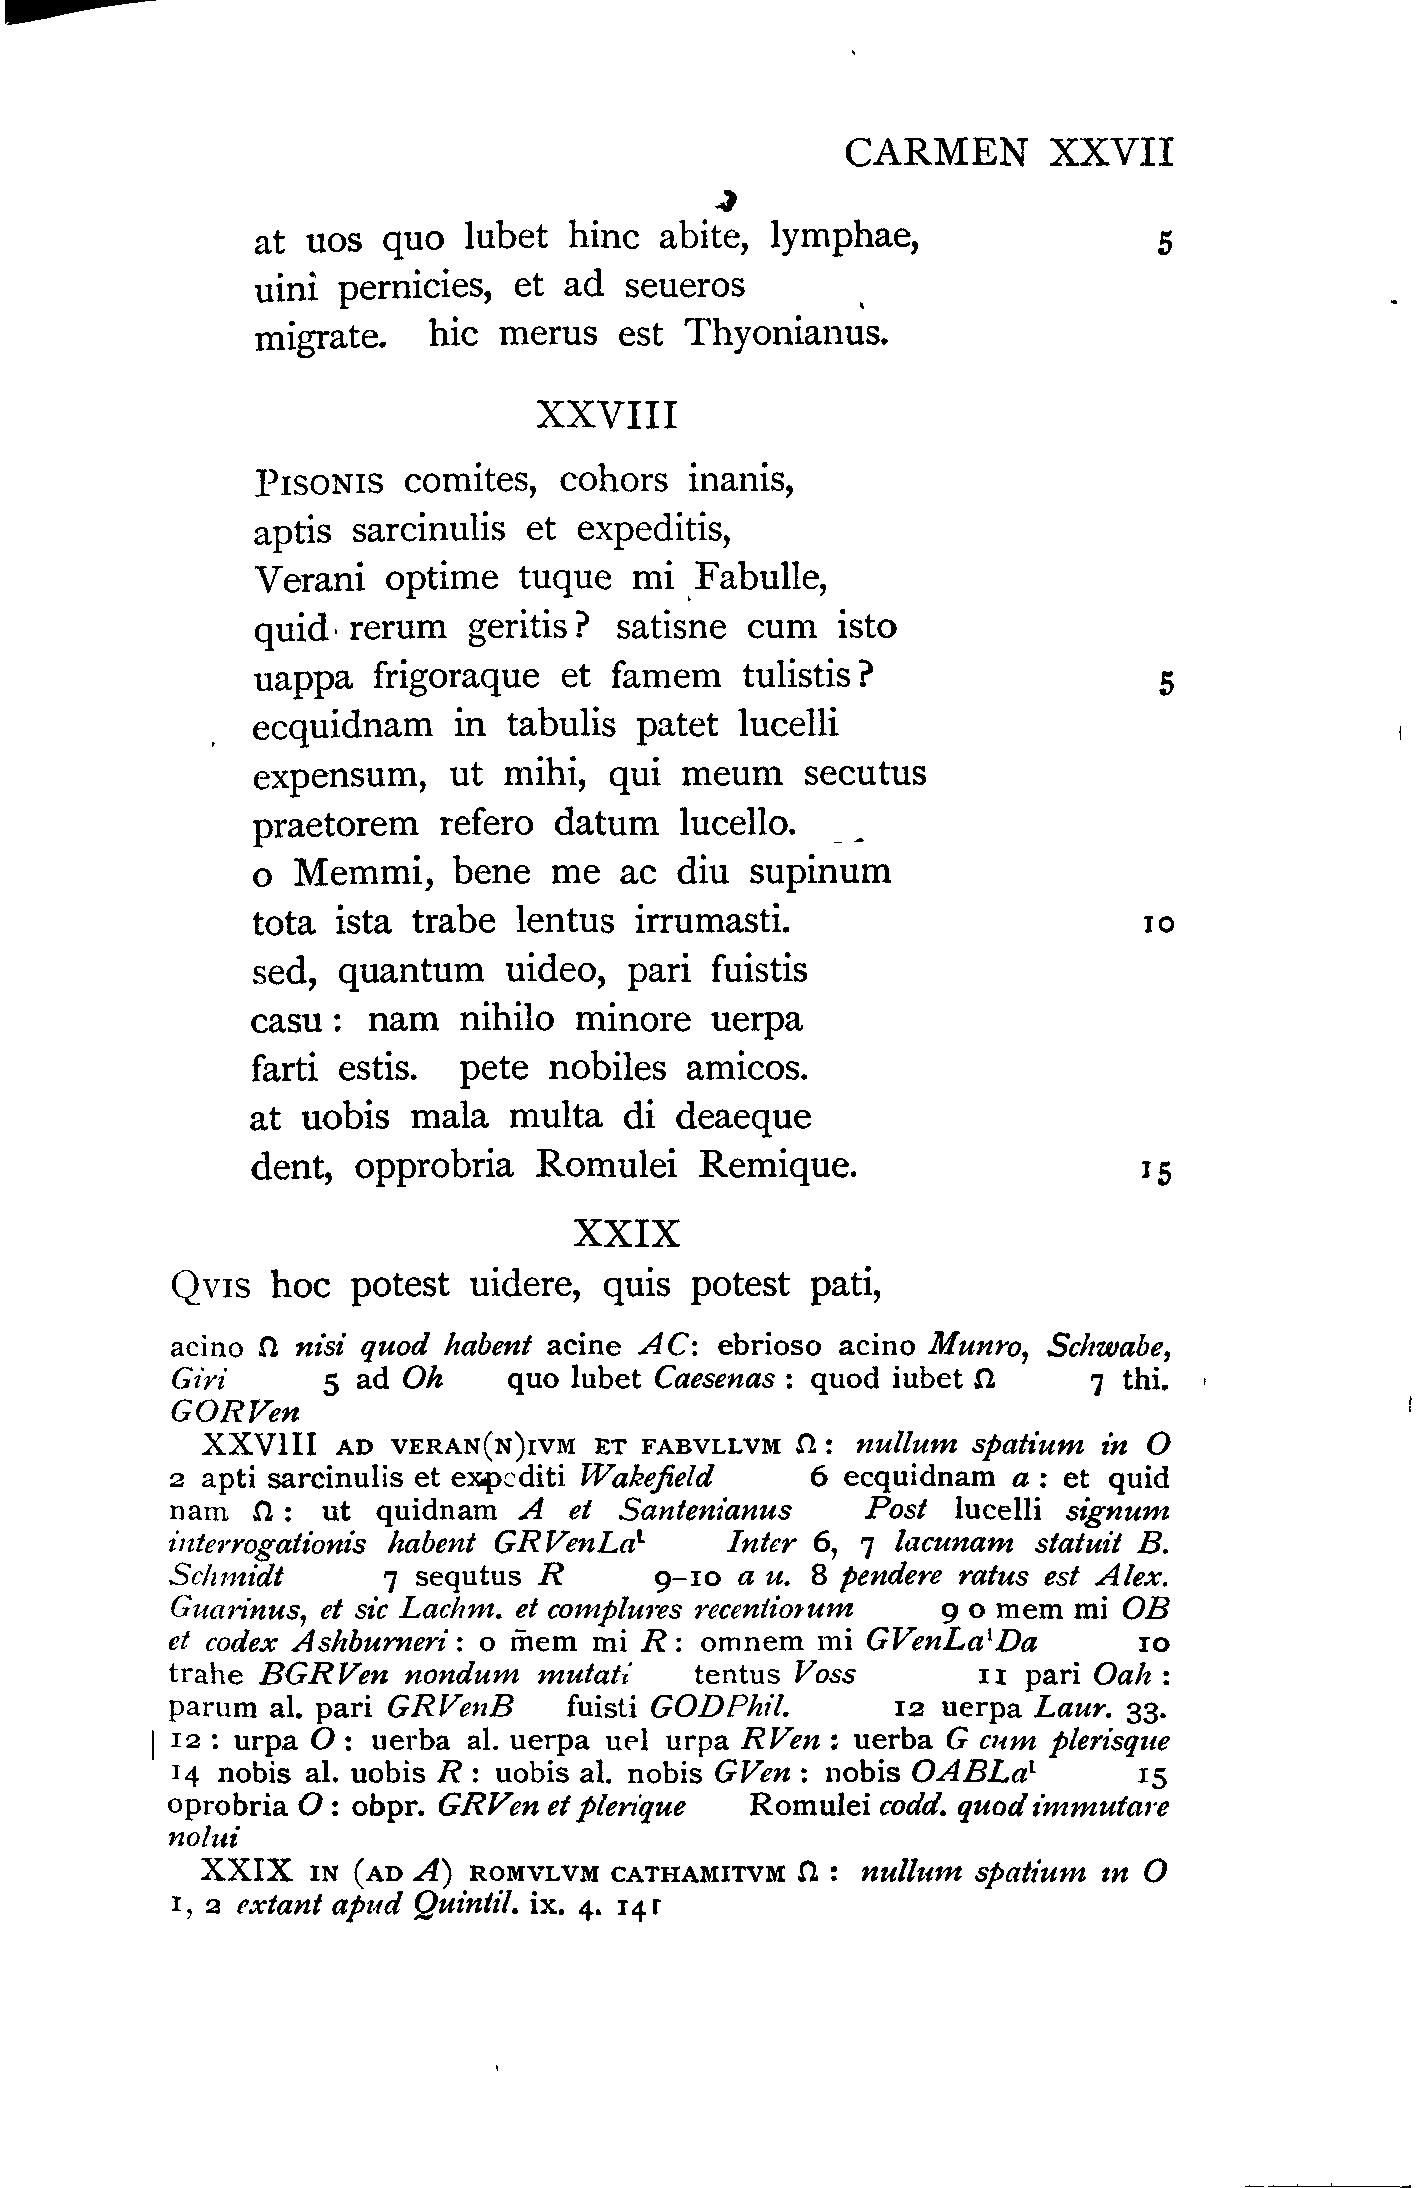 CARMEN XXVII
at uos quo lubet hinc abite, lymphae, 5
uini pernicies, et ad seueros
migrate. hic merus est Thyonianus.
XXVIII
PISONIS comites, cohors inanis,
aptis sarcinulis et expeditis,
Verani optime tuque mi Fabulle,
quid rerum geritis? satisne cum isto
uappa frigoraque et famem tulistis? 5
ecquidnam in tabulis patet lucelli
expensum, ut mihi, qui meum secutus
praetorem refero datum lucello.
o Memmi, bene me ac diu supinum
tota ista trabe lentus irrumasti. 10
sed, quantum uideo, pari fuistis
casu: nam nihilo minore uerpa
farti estis. pete nobiles amicos.
at uobis mala multa di deaeque
dent, opprobria Romulei Remique. 15
XXIX
QVIS hoc potest uidere, quis potest pati,
acino Ω nisi quod habent acine AC: ebrioso acino Munro, Schwabe,
Giri 5 ad Oh quo lubet Caesenas: quod iubet Ω 7 thi.
GORVen
XXVIII AD VERAN(N)IVM ET FABVLLVM Ω: nullum spatium in O
2 apti sarcinulis et expediti Wakefield 6 ecquidnam a: et quid
nam Ω: ut quidnam A et Santenianus Post lucelli signum
interrogationis habent GRVenLa¹ Inter 6, 7 lacunam statuit B.
Schmidt 7 sequtus R 9-10 a u. 8 pendere ratus est Alex.
Guarinus, et sic Lachm. et complures recentiorum 9 o mem mi OB
et codex Ashburneri: o m̄em mi R: omnem mi GVenLa¹Da 10
trahe BGRVen nondum mutati tentus Voss 11 pari Oah:
parum al. pari GRVenB fuisti GODPhil. 12 uerpa Laur. 33.
12: urpa O: uerba al. uerpa uel urpa RVen: uerba G cum plerisque
14 nobis al. uobis R: uobis al. nobis GVen: nobis OABLa¹ 15
oprobria O: obpr. GRVen et plerique Romulei codd. quod immutare
nolui
XXIX IN (AD A) ROMVLVM CATHAMITVM Ω: nullum spatium in O
1, 2 extant apud Quintil. ix. 4. 141